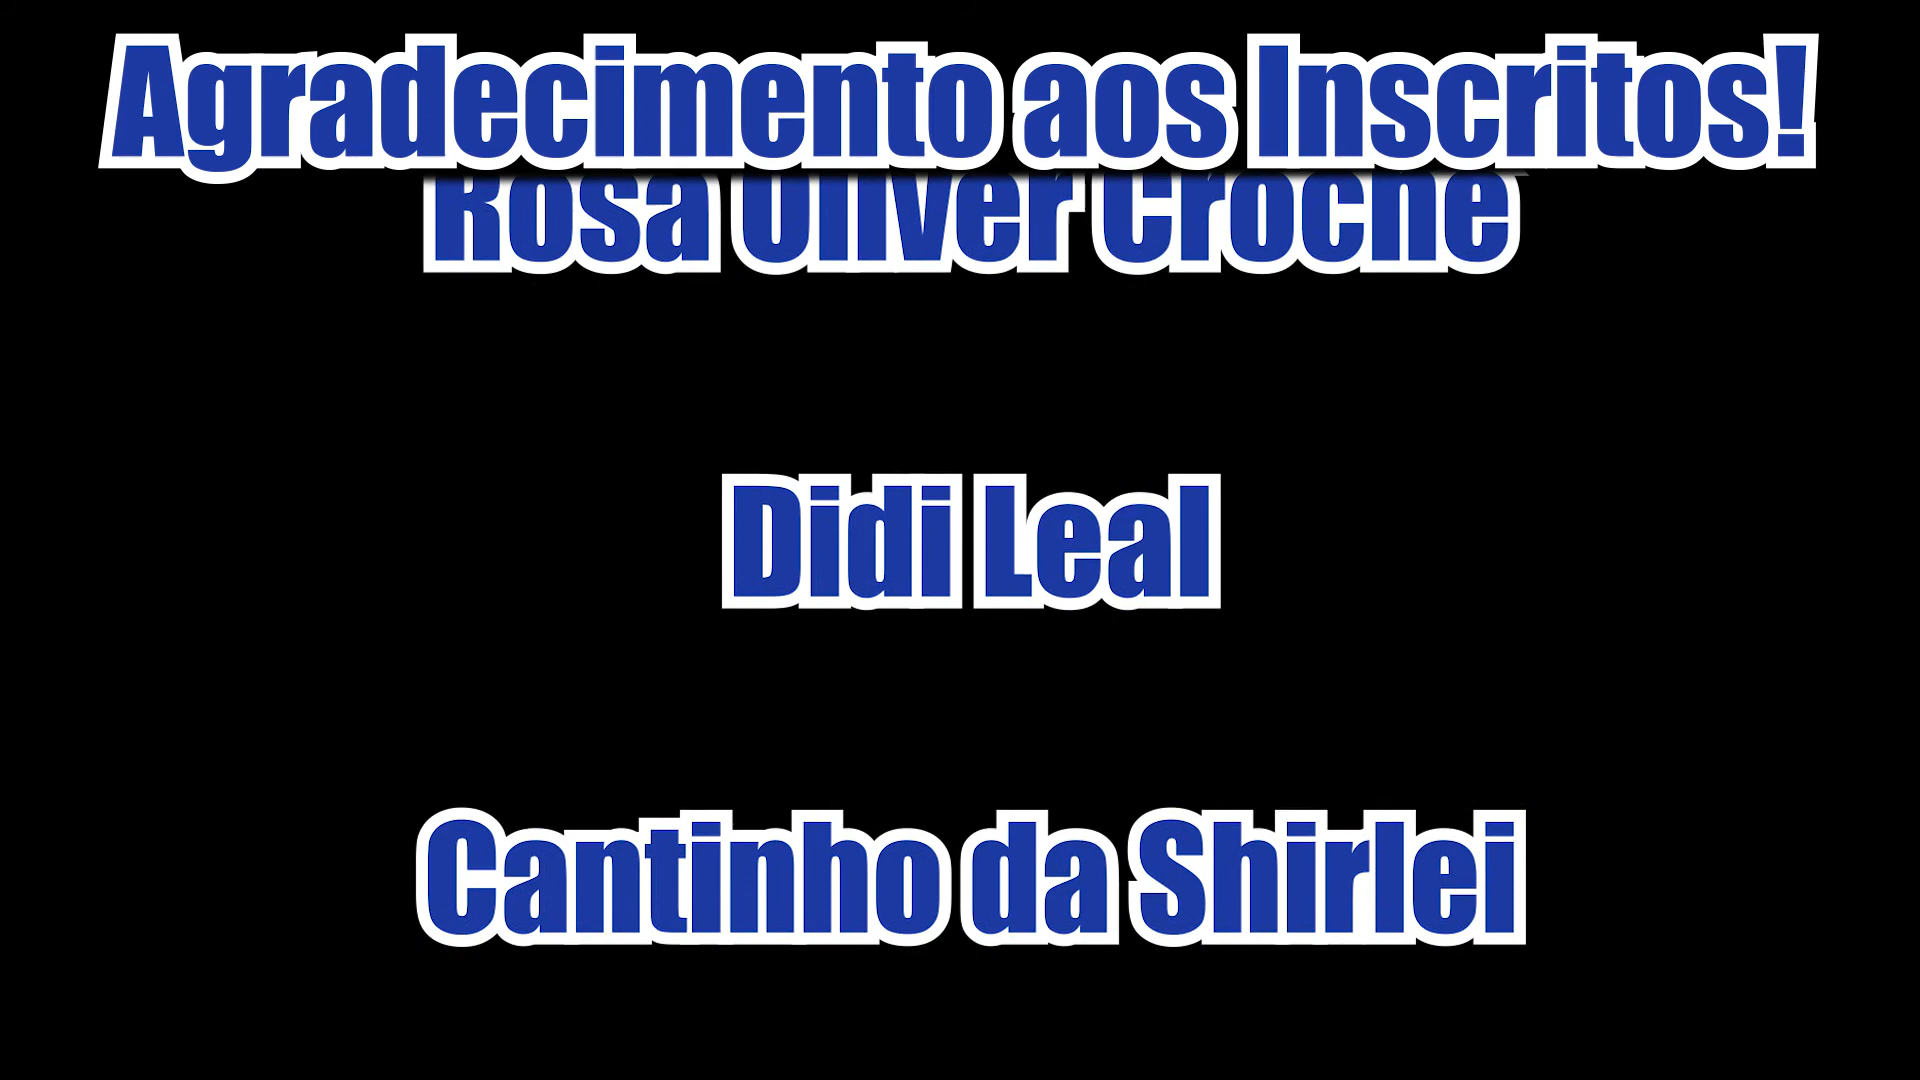 Agradecimento aos Inscritos!
Rosa Oliver Croche
Didi Leal
Cantinho da Shirlei